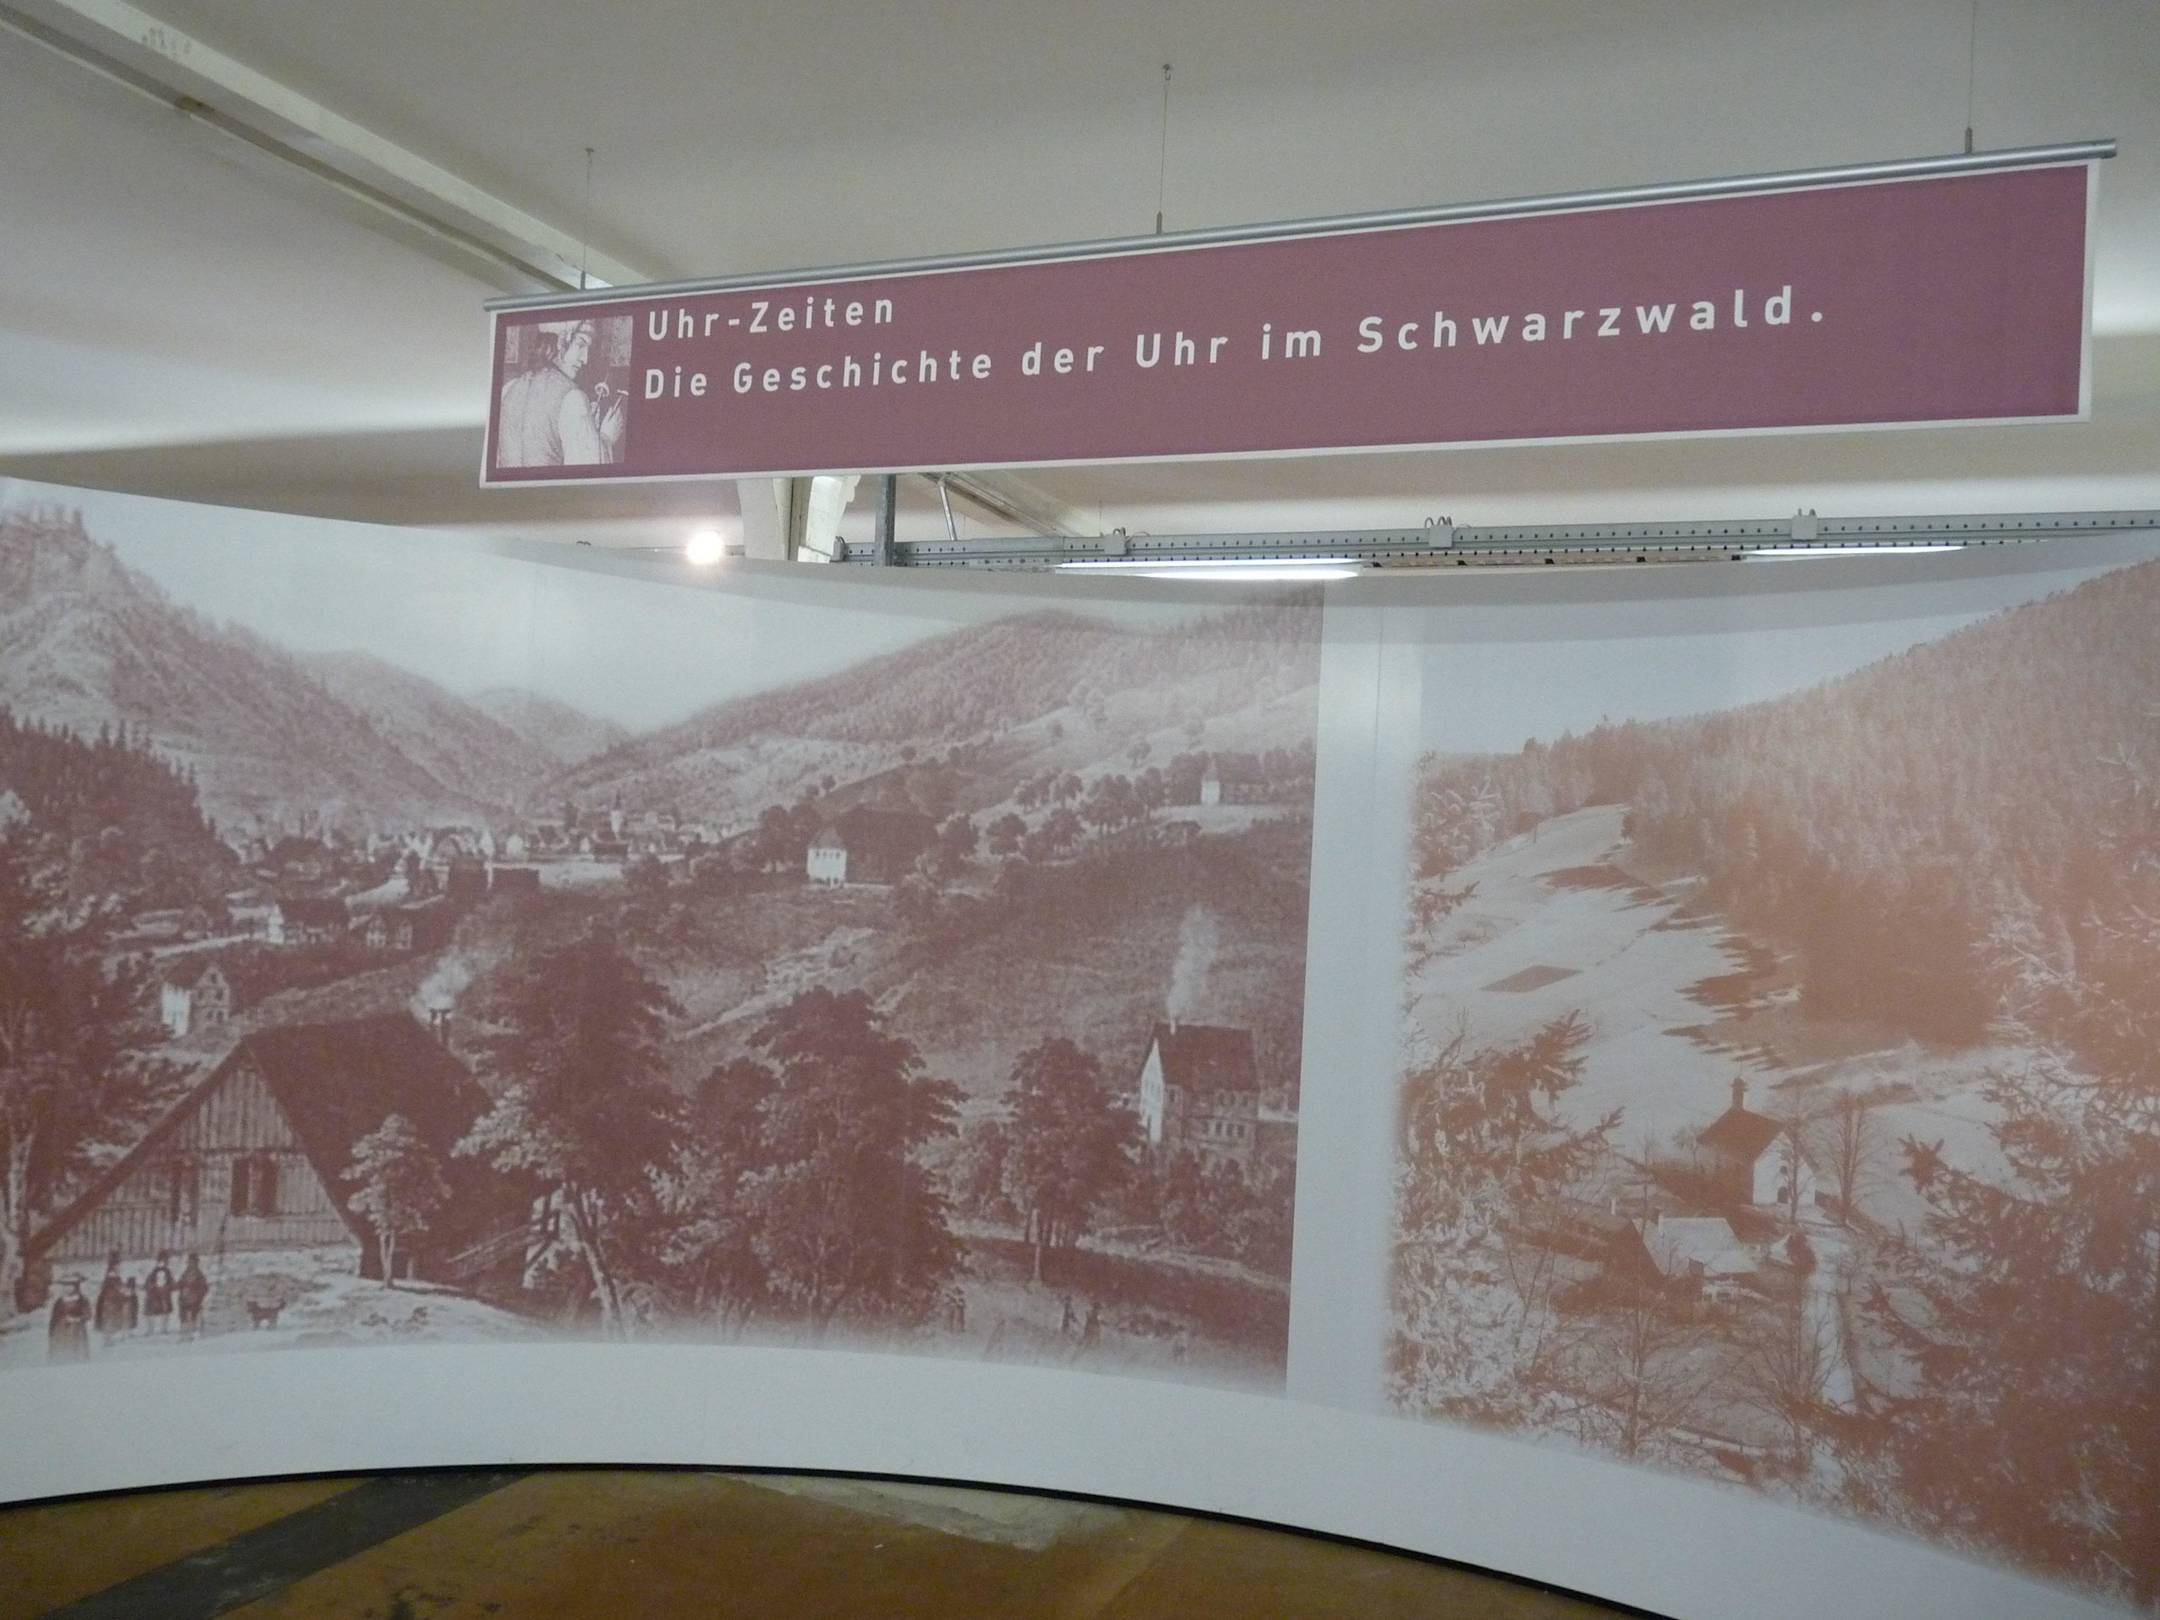 Uhr-Zeiten
Die Geschichte der Uhr im Schwarzwald.